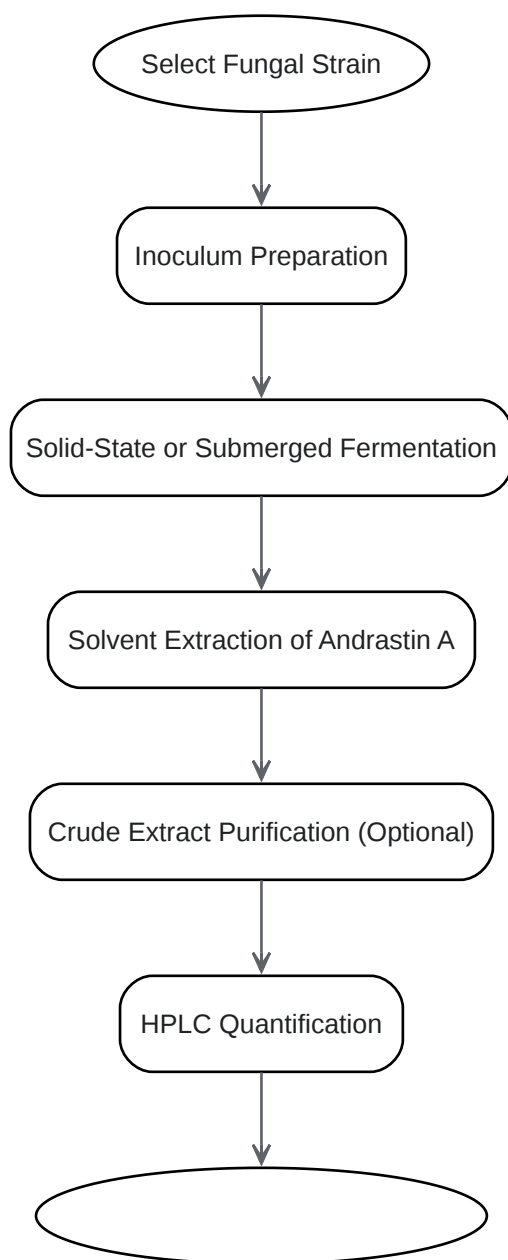 Select Fungal Strain
Inoculum Preparation
Solid-State or Submerged Fermentation
Solvent Extraction of Andrastin A
Crude Extract Purification (Optional)
HPLC Quantification